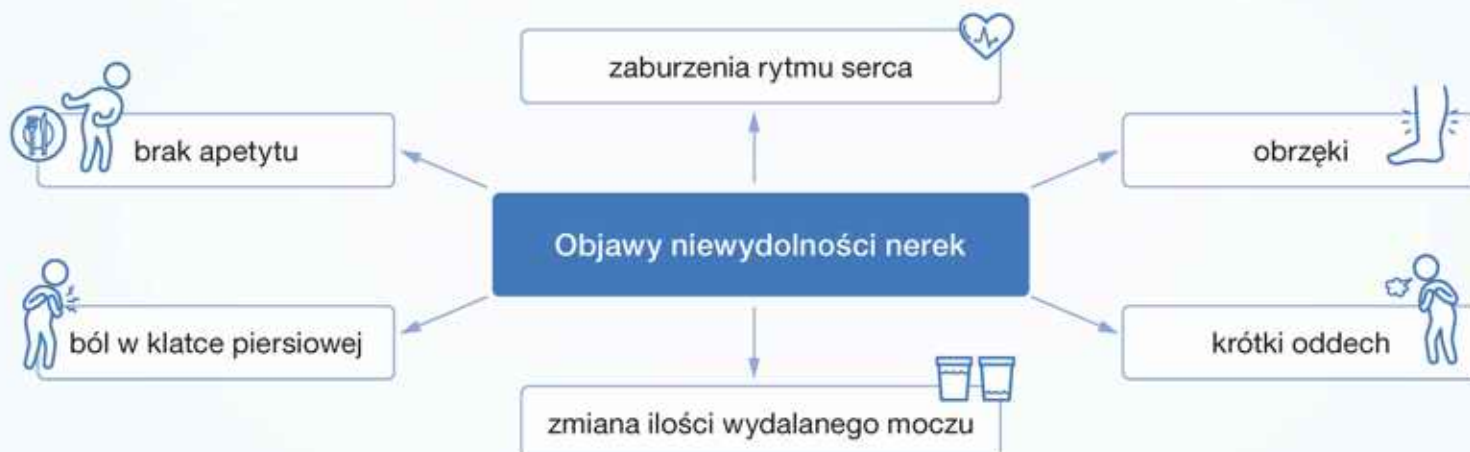 zaburzenia rytmu serca
brak apetytu
obrzęki
Objawy niewydolności nerek
ból w klatce piersiowej
krótki oddech
zmiana ilości wydalanego moczu